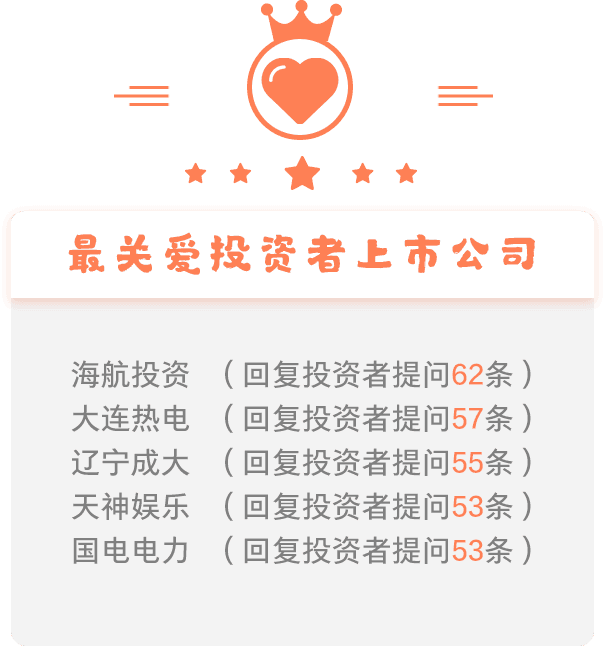 最关爱投资者上市公司
海航投资 （回复投资者提问62条）
大连热电 （回复投资者提问57条）
辽宁成大 （回复投资者提问55条）
天神娱乐 （回复投资者提问53条）
国电电力 （回复投资者提问53条）